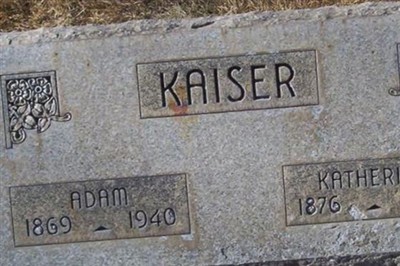 KAISER
ADAM
1869 1940
KATHERI
1876